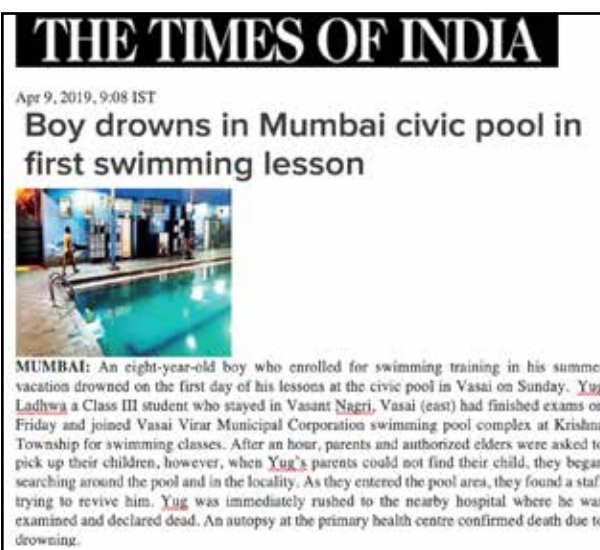 THE TIMES OF INDIA
Apr 9, 2019, 9:08 IST
Boy drowns in Mumbai civic pool in
first swimming lesson
MUMBAI: An eight-year-old boy who enrolled for swimming training in his summe
vacation drowned on the first day of his lessons at the civic pool in Vasai on Sunday. Yug
Ladhwa a Class III student who stayed in Vasant Nagri, Vasai (east) had finished exams on
Friday and joined Vasai Virar Municipal Corporation swimming pool complex at Krishna
Township for swimming classes. After an hour, parents and authorized elders were asked to
pick up their children, however, when Yug's parents could not find their child, they began
searching around the pool and in the locality. As they entered the pool area, they found a staf
trying to revive him. Yug was immediately rushed to the nearby hospital where he was
examined and declared dead. An autopsy at the primary health centre confirmed death due to
drowning.